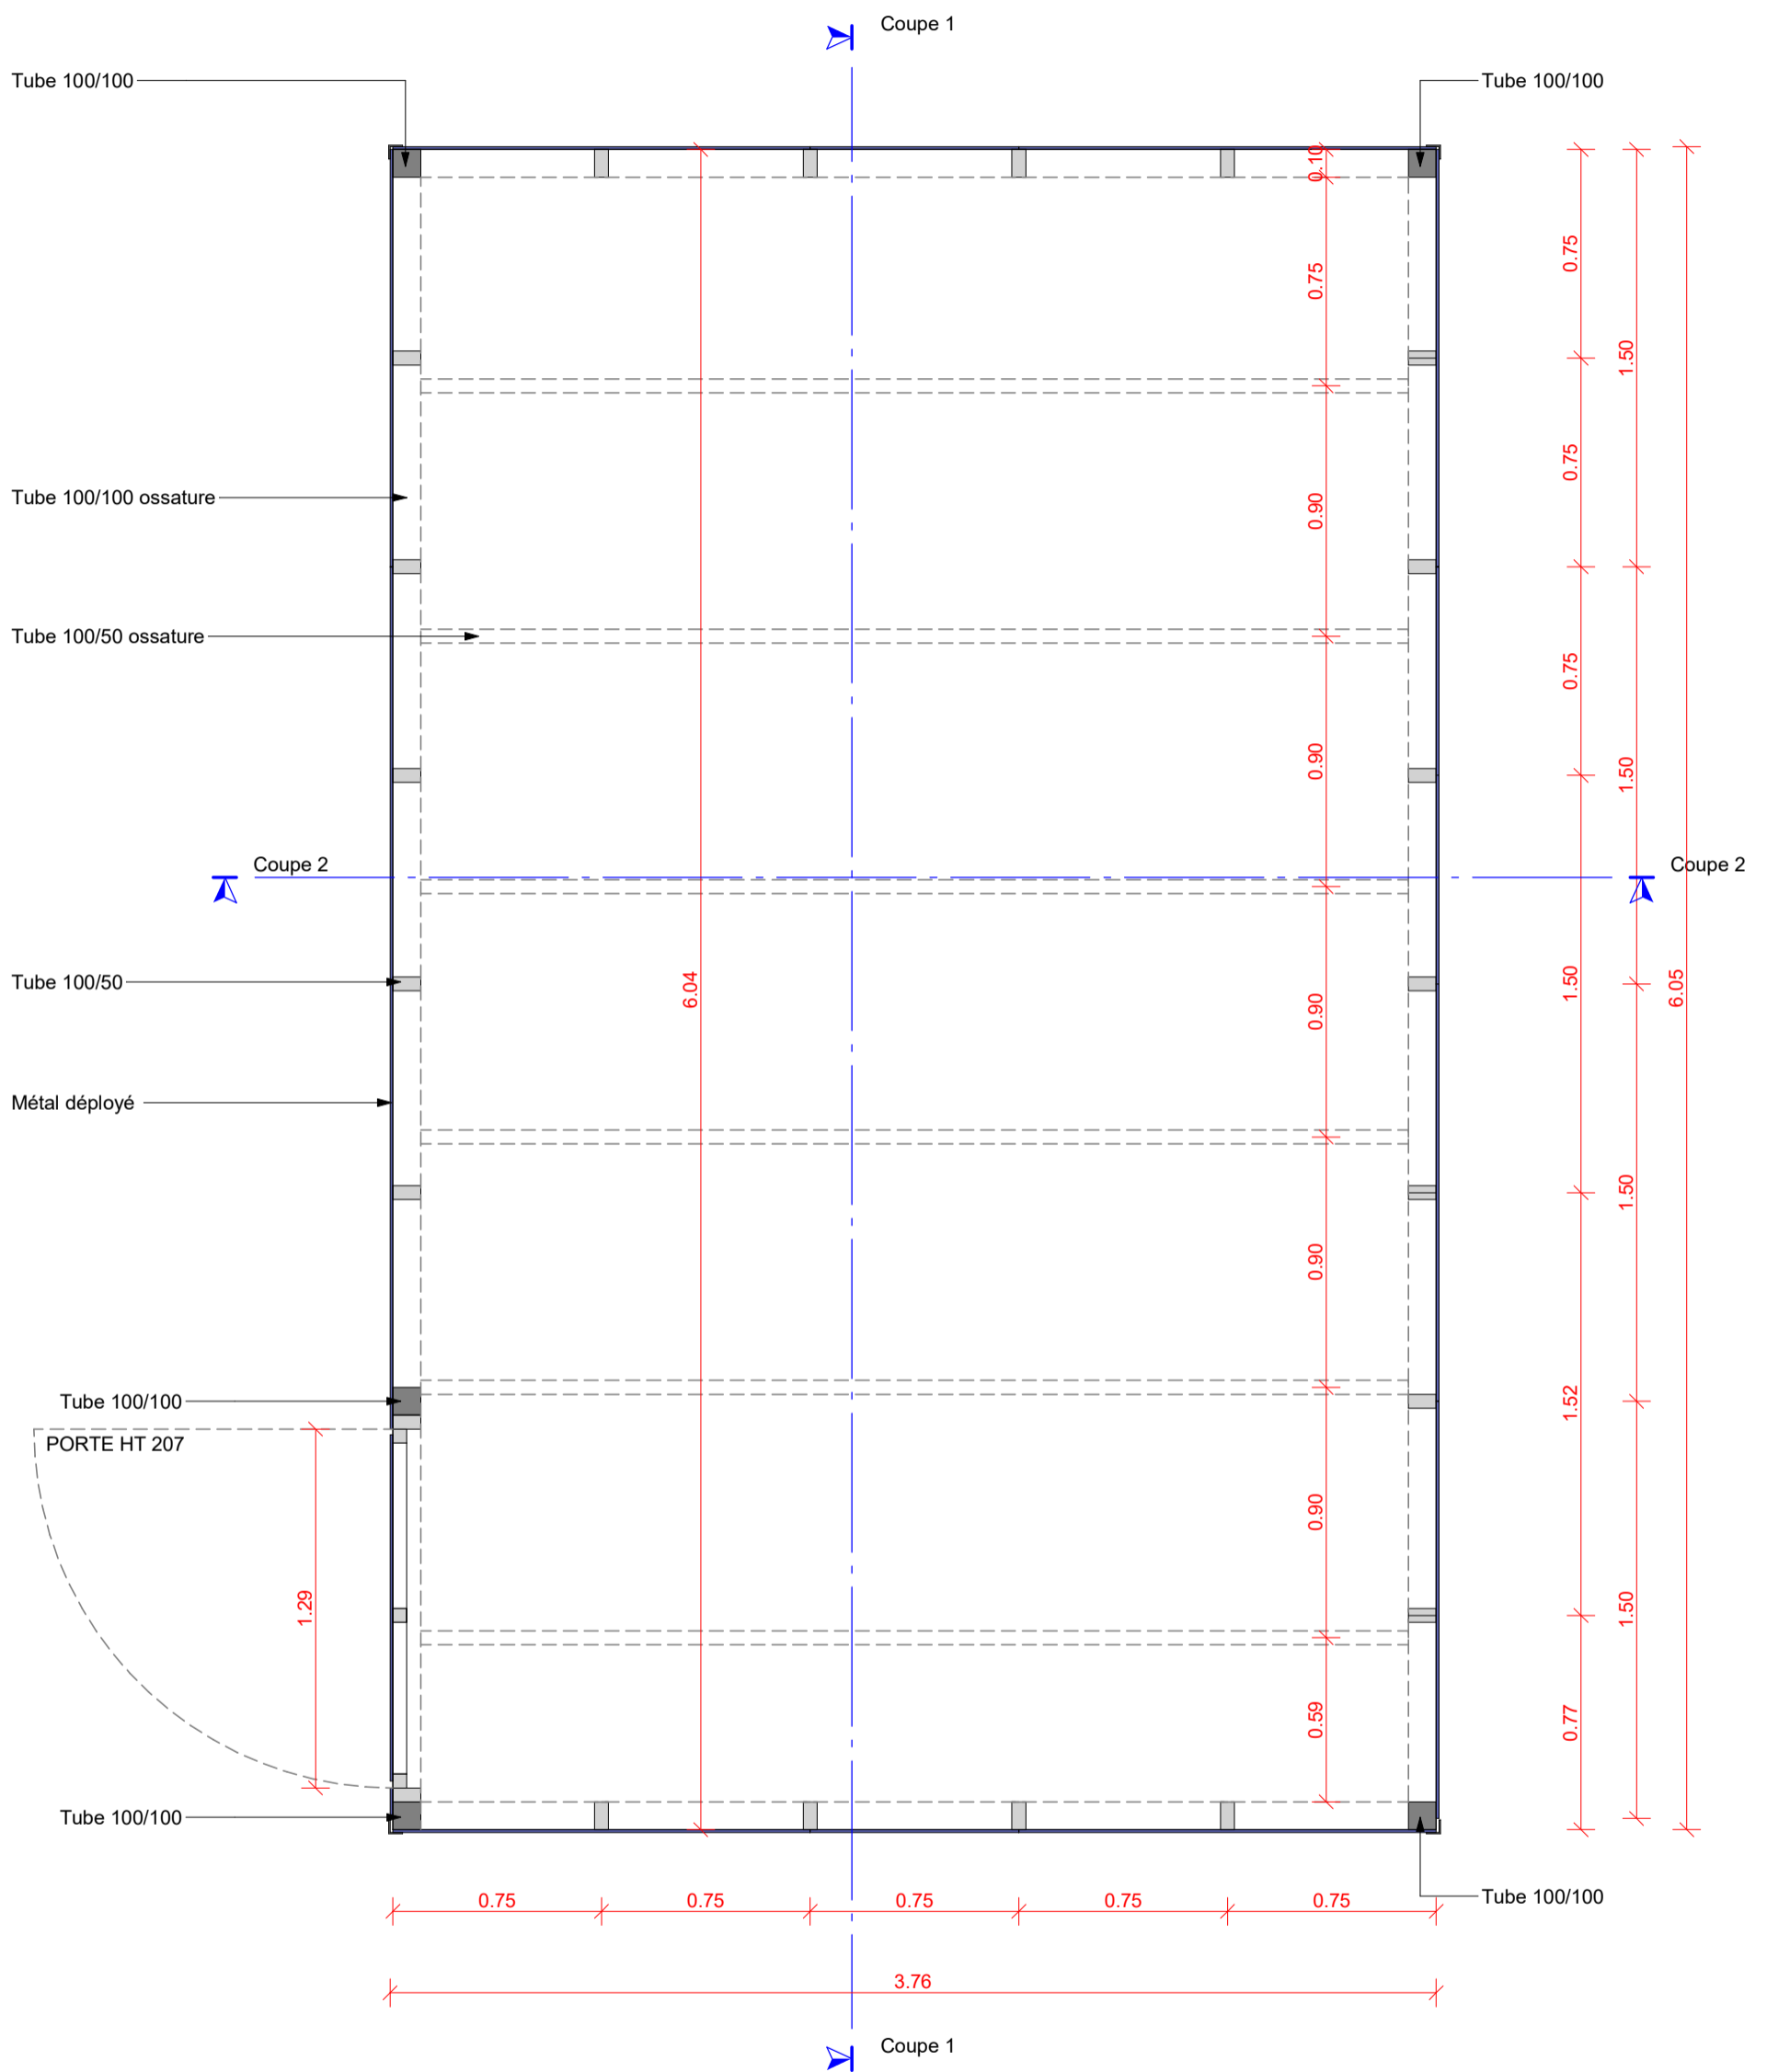 Coupe 1
Tube 100/100
Tube 100/100
0.10
0.75
0.75
1.50
0.75
0.90
Tube 100/100 ossature
Tube 100/50 ossature
0.75
0.90
1.50
Coupe 2
Coupe 2
Tube 100/50
6.04
0.90
1.50
6.05
Métal déployé
1.50
0.90
Tube 100/100
1.52
PORTE HT 207
0.90
1.29
1.50
0.59
0.77
Tube 100/100
Tube 100/100
0.75
0.75
0.75
0.75
0.75
3.76
Coupe 1